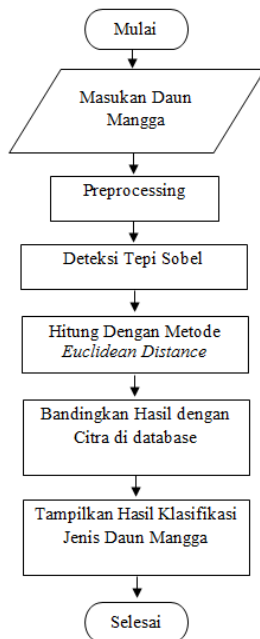 Mulai
Masukan Daun
Mangga
Preprocessing
Deteksi Tepi Sobel
Hitung Dengan Metode
Euclidean Distance
Bandingkan Hasil dengan
Citra di database
Tampilkan Hasil Klasifikasi
Jenis Daun Mangga
Selesai